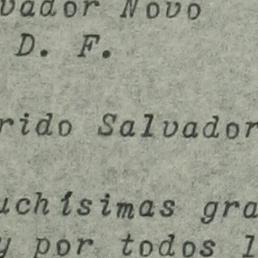 vador Novo
D. F.
rido Salvador
uchísimas gra
y por todos l